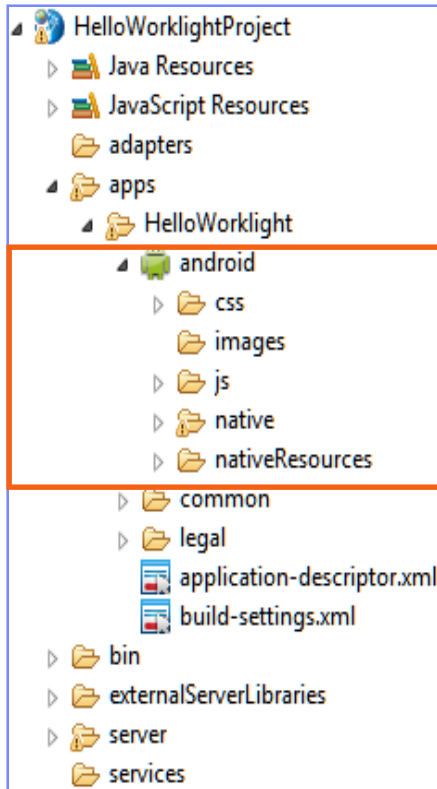 HelloWorklightProject
Java Resources
JavaScript Resources
adapters
apps
HelloWorklight
android
css
images
js
native
nativeResources
common
legal
application-descriptor.xml
build-settings.xml
bin
externalServerLibraries
server
services